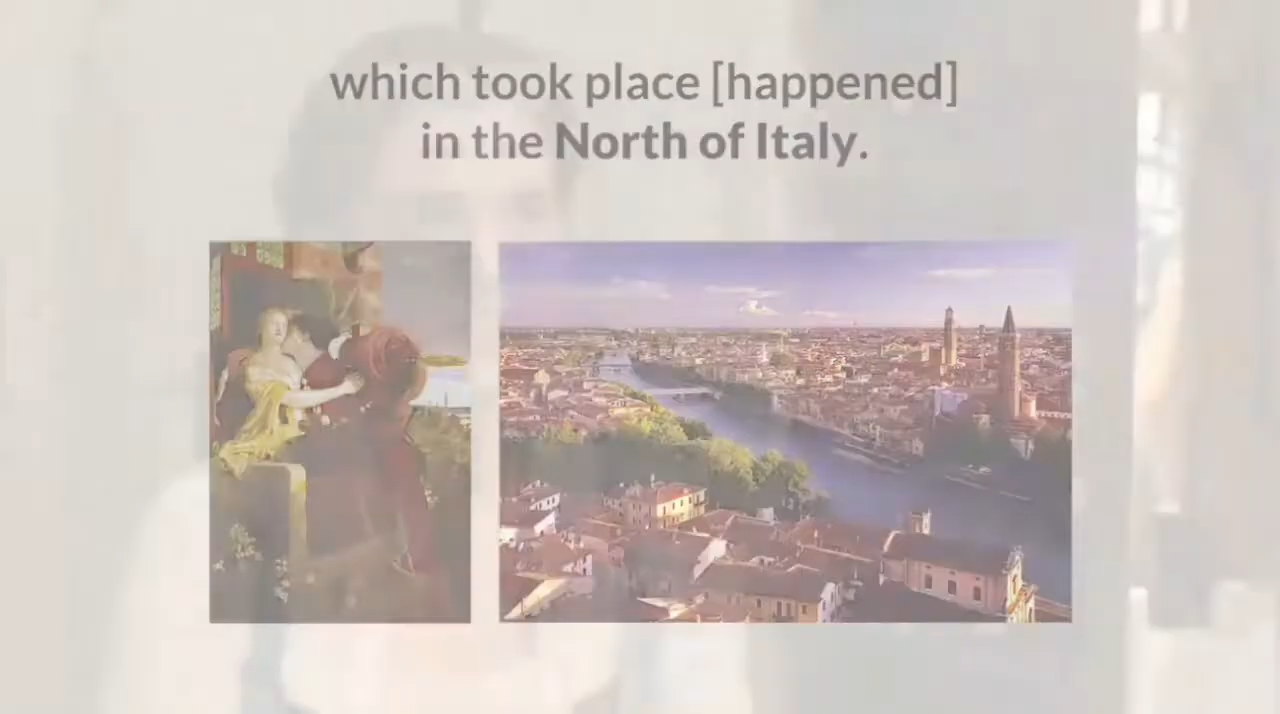 which took place [happened]
in the North of Italy.